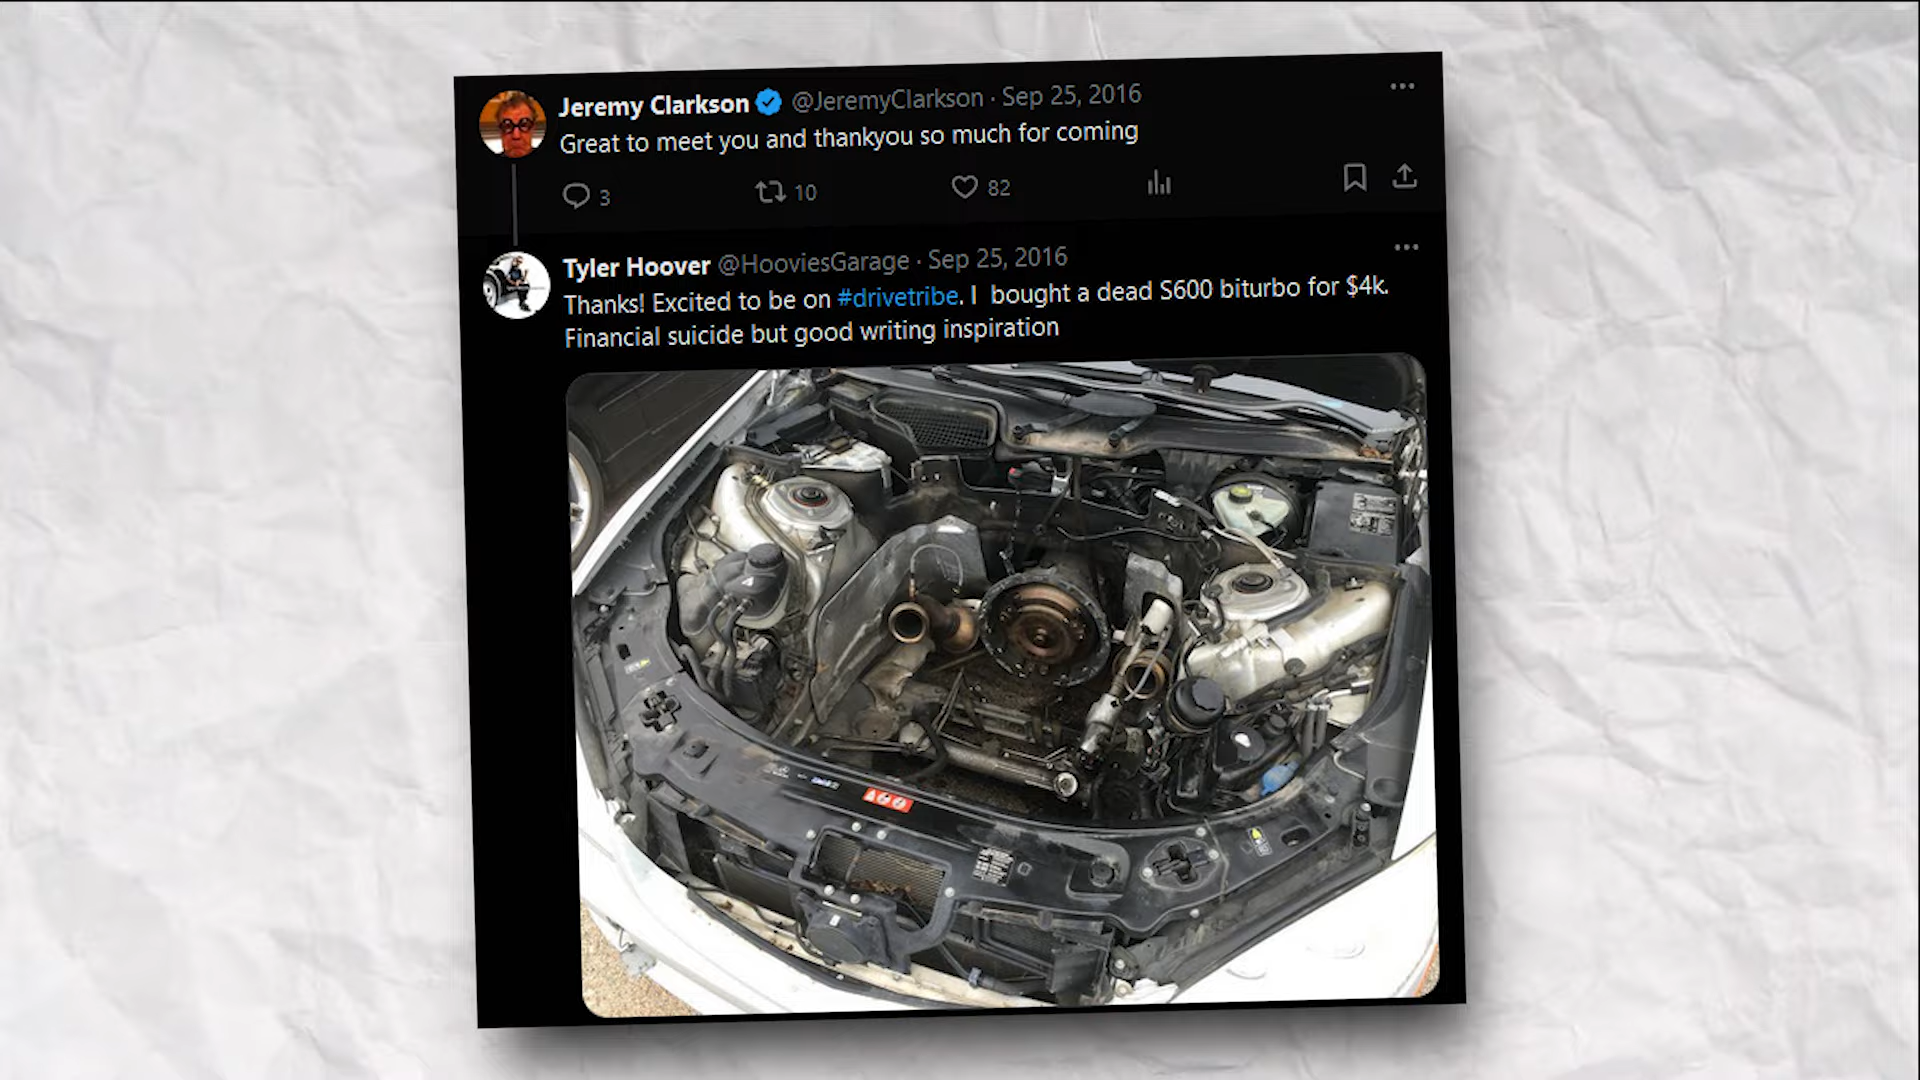 Jeremy Clarkson @JeremyClarkson · Sep 25, 2016
Great to meet you and thankyou so much for coming
3 10 82
Tyler Hoover @HooviesGarage · Sep 25, 2016
Thanks! Excited to be on #drivetribe. I bought a dead S600 biturbo for $4k.
Financial suicide but good writing inspiration